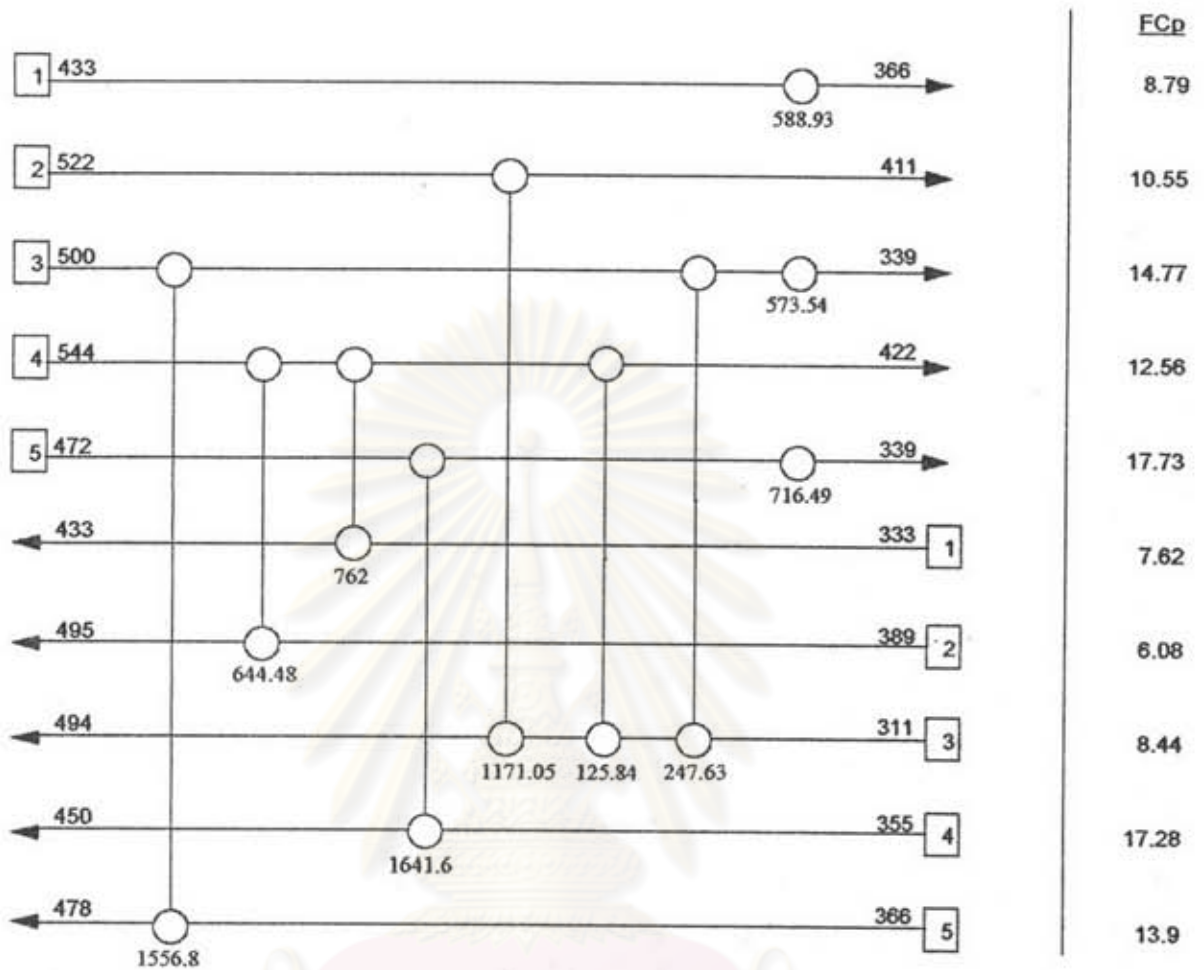 FCp
1 433 366 8.79
588.93
2 522 411 10.55
3 500 339 14.77
573.54
4 544 422 12.56
5 472 339 17.73
716.49
433 333 1 7.62
762
495 389 2 6.08
644.48
494 311 3 8.44
1171.05 125.84 247.63
450 355 4 17.28
1641.6
478 366 5 13.9
1556.8